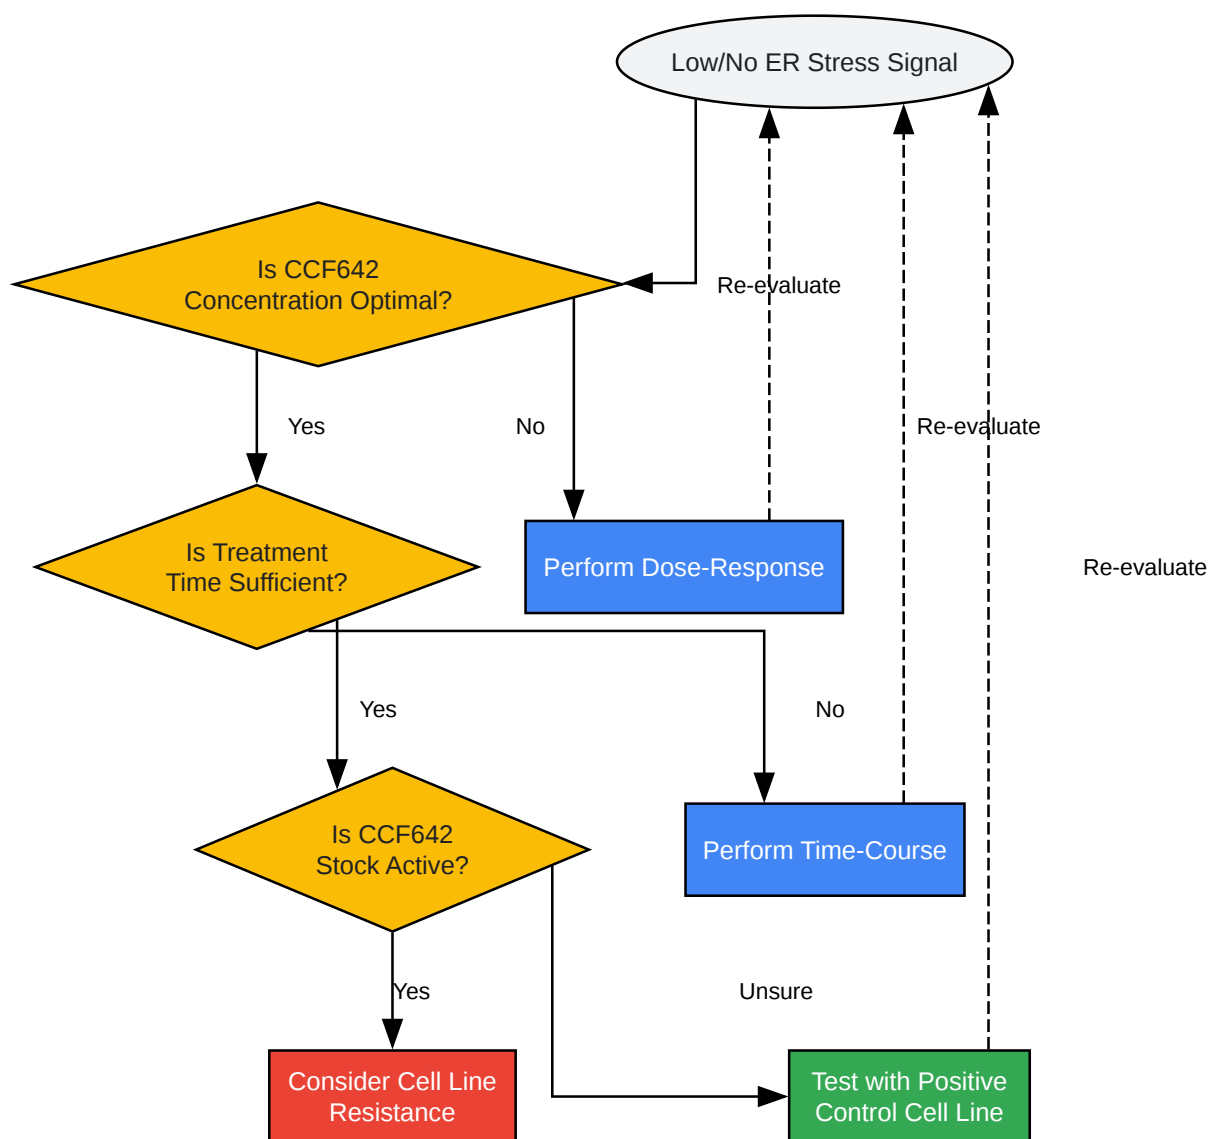 Low/No ER Stress Signal
Is CCF642
Concentration Optimal?
Re-evaluate
Yes
No
Re-evaluate
Is Treatment
Time Sufficient?
Perform Dose-Response
Re-evaluate
Yes
No
Is CCF642
Stock Active?
Perform Time-Course
Yes
Unsure
Consider Cell Line
Resistance
Test with Positive
Control Cell Line